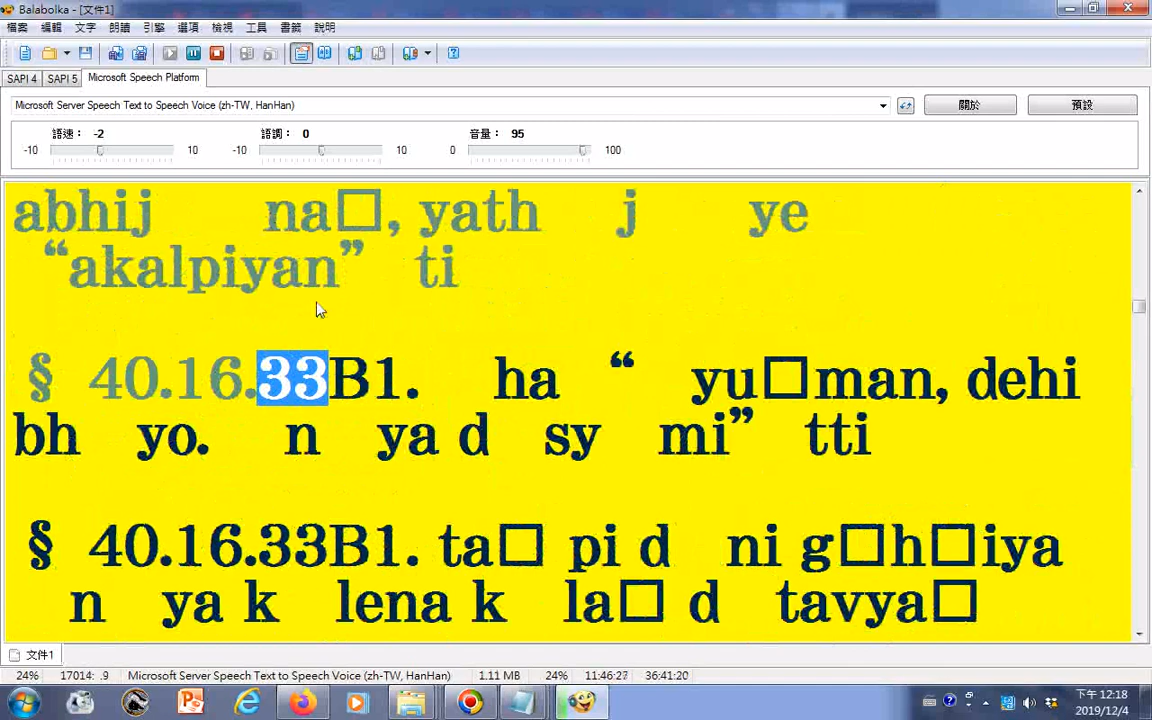 Balabolka - [文件1]
檔案 編輯 文字 朗讀 引擎 選項 檢視 工具 書籤 說明
SAPI 4 SAPI 5 Microsoft Speech Platform
Microsoft Server Speech Text to Speech Voice (zh-TW, HanHan) 關於 預設
語速： -2 語調： 0 音量： 95
-10 10 -10 10 0 100
abhij na□, yath j ye
“akalpiyan” ti
§ 40.16.33B1. ha “ yu□man, dehi
bh yo. n ya d sy mi” tti
§ 40.16.33B1. ta□ pi d ni g□h□iya
n ya k lena k la□ d tavya□
文件1
24% 17014: .9 Microsoft Server Speech Text to Speech Voice (zh-TW, HanHan) 1.11 MB 24% 11:46:27 36:41:20
下午 12:18
2019/12/4